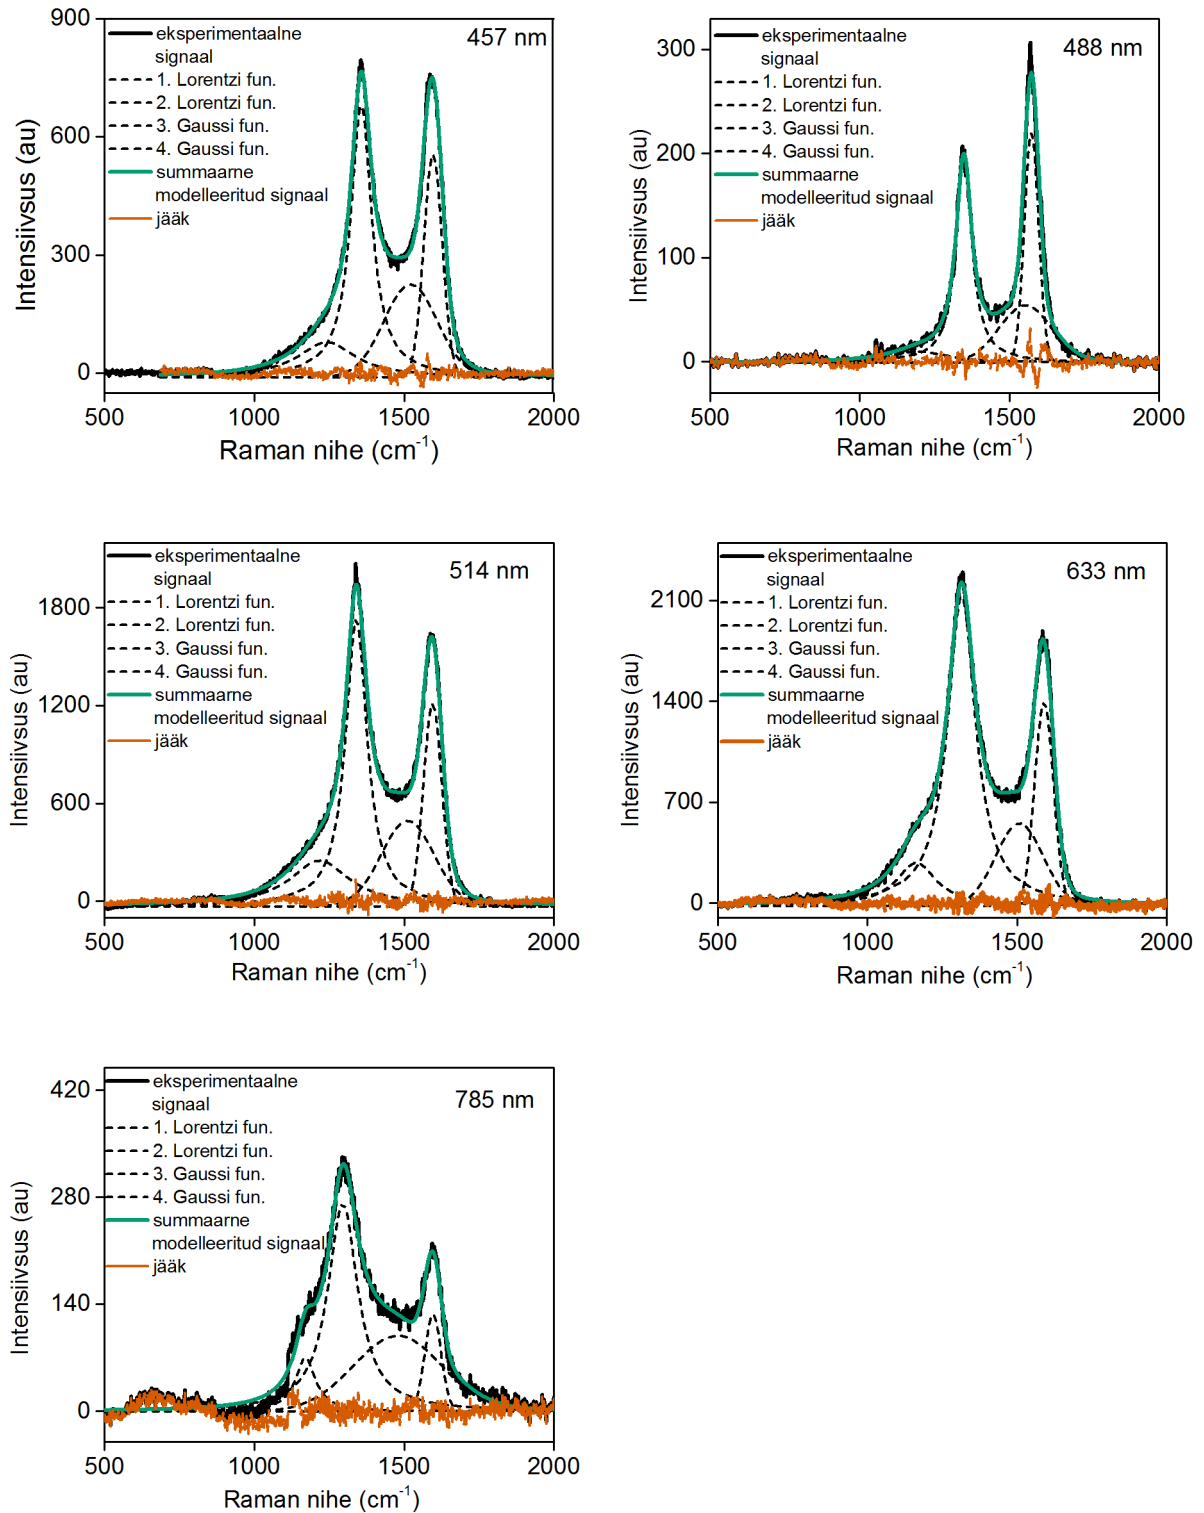 900
600
300
0
500
1000
1500
2000
Intensiivsus (au)
Raman nihe (cm-1)
457 nm
eksperimentaalne
signaal
1. Lorentzi fun.
2. Lorentzi fun.
3. Gaussi fun.
4. Gaussi fun.
summaarne
modelleeritud signaal
jääk
300
200
100
0
500
1000
1500
2000
Intensiivsus (au)
Raman nihe (cm-1)
488 nm
eksperimentaalne
signaal
1. Lorentzi fun.
2. Lorentzi fun.
3. Gaussi fun.
4. Gaussi fun.
summaarne
modelleeritud signaal
jääk
1800
1200
600
0
500
1000
1500
2000
Intensiivsus (au)
Raman nihe (cm-1)
514 nm
eksperimentaalne
signaal
1. Lorentzi fun.
2. Lorentzi fun.
3. Gaussi fun.
4. Gaussi fun.
summaarne
modelleeritud signaal
jääk
2100
1400
700
0
500
1000
1500
2000
Intensiivsus (au)
Raman nihe (cm-1)
633 nm
eksperimentaalne
signaal
1. Lorentzi fun.
2. Lorentzi fun.
3. Gaussi fun.
4. Gaussi fun.
summaarne
modelleeritud signaal
jääk
420
280
140
0
500
1000
1500
2000
Intensiivsus (au)
Raman nihe (cm-1)
785 nm
eksperimentaalne
signaal
1. Lorentzi fun.
2. Lorentzi fun.
3. Gaussi fun.
4. Gaussi fun.
summaarne
modelleeritud signaal
jääk